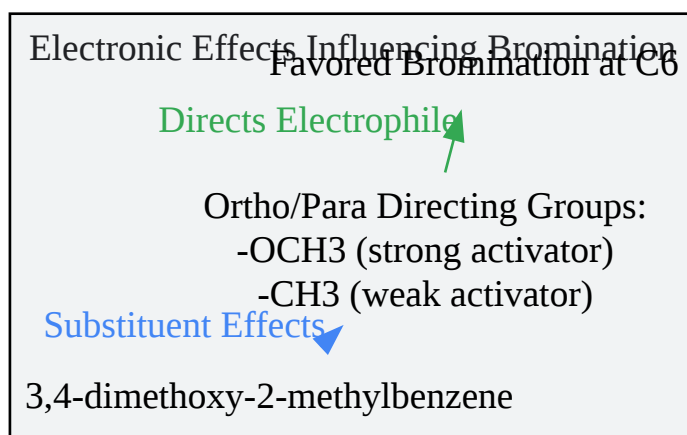 Electronic Effects Influencing Bromination
Favored Bromination at C6
Directs Electrophile
Ortho/Para Directing Groups:
-OCH3 (strong activator)
-CH3 (weak activator)
Substituent Effects
3,4-dimethoxy-2-methylbenzene